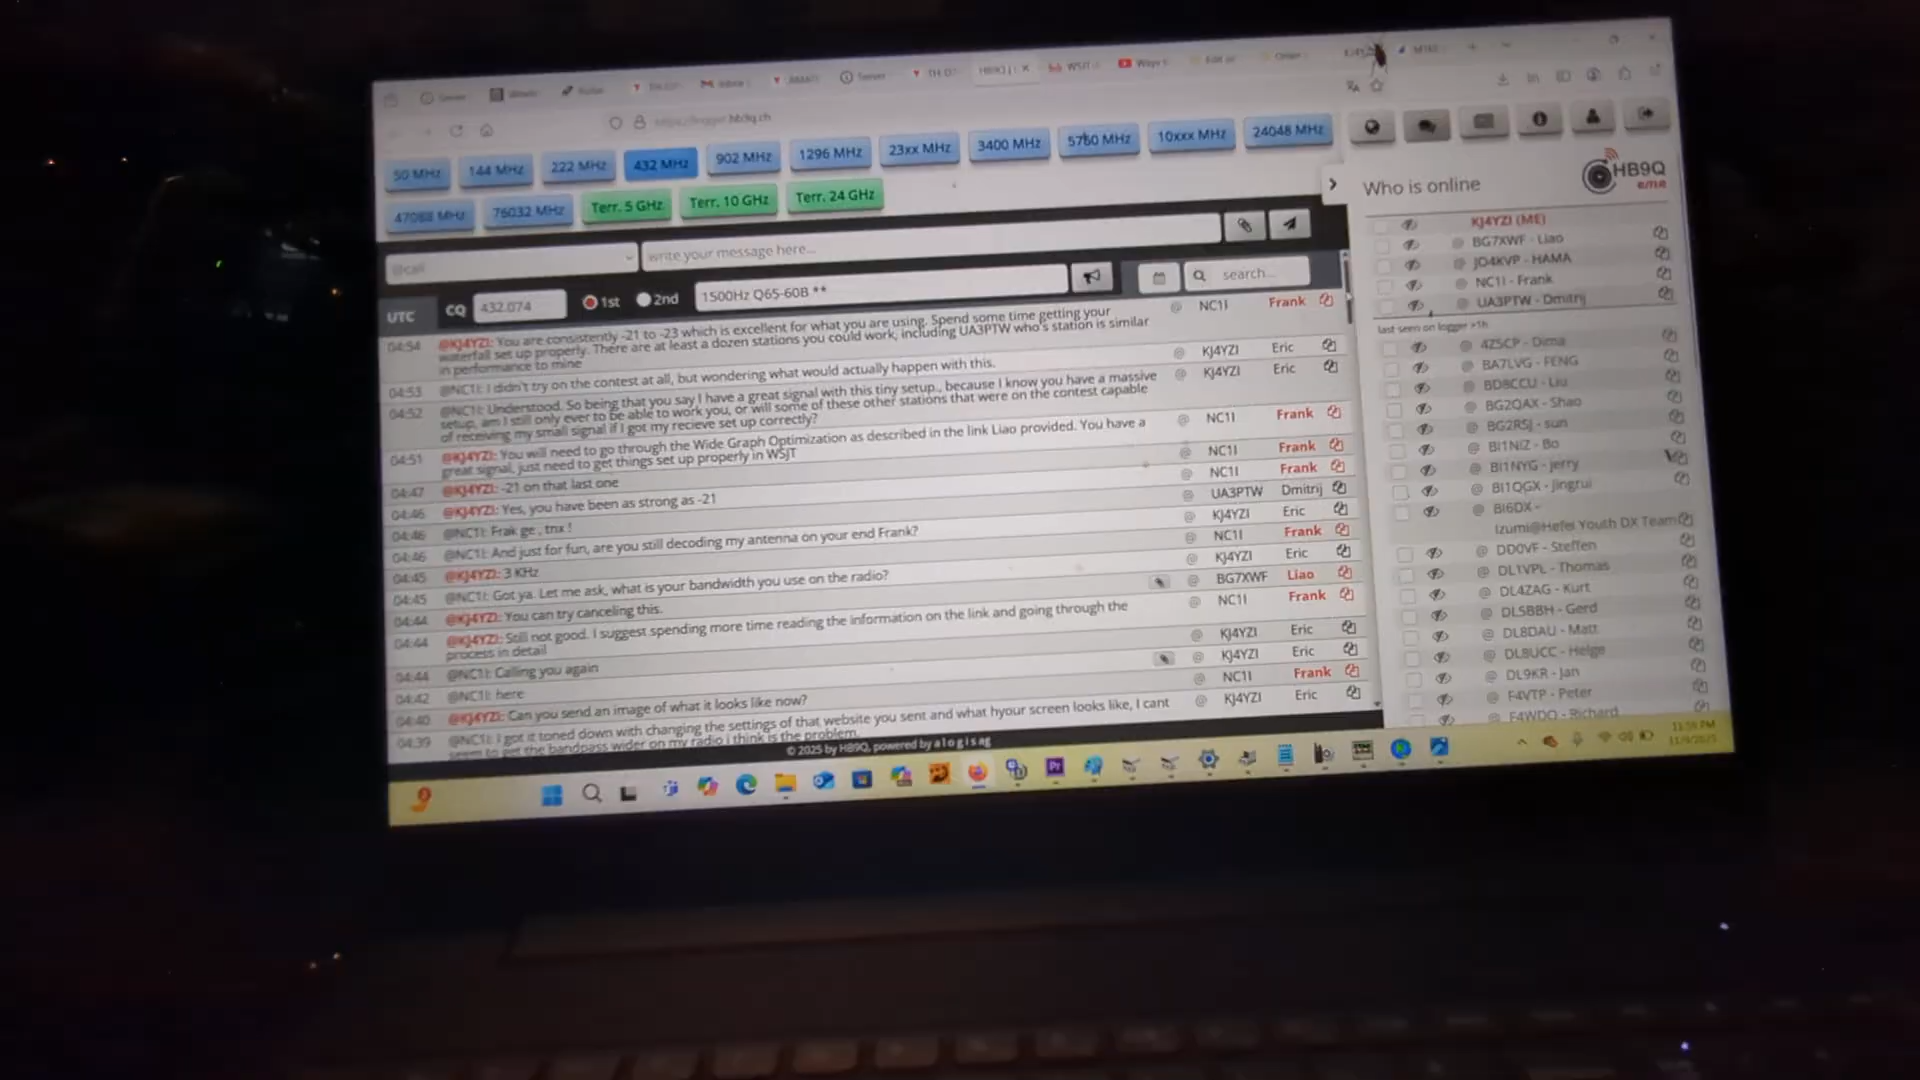 hb9q.ch
50 MHz 144 MHz 222 MHz 432 MHz 902 MHz 1296 MHz 23xx MHz 3400 MHz 5760 MHz 10xxx MHz 24048 MHz
47088 MHz 76032 MHz Terr. 5 GHz Terr. 10 GHz Terr. 24 GHz
@call write your message here...
UTC CQ 432.074 1st 2nd 1500Hz Q65-60B ** search...
04:54 @KJ4YZI: You are consistently -21 to -23 which is excellent for what you are using. Spend some time getting your @ NC1I Frank
waterfall set up properly. There are at least a dozen stations you could work, including UA3PTW who's station is similar
in performance to mine
04:53 @NC1I: I didn't try on the contest at all, but wondering what would actually happen with this. @ KJ4YZI Eric
04:52 @NC1I: Understood. So being that you say I have a great signal with this tiny setup., because I know you have a massive @ KJ4YZI Eric
setup, am I still only ever to be able to work you, or will some of these other stations that were on the contest capable
of receiving my small signal if I got my recieve set up correctly?
04:51 @KJ4YZI: You will need to go through the Wide Graph Optimization as described in the link Liao provided. You have a @ NC1I Frank
great signal, just need to get things set up properly in WSJT
04:47 @KJ4YZI: -21 on that last one @ NC1I Frank
04:46 @KJ4YZI: Yes, you have been as strong as -21 @ NC1I Frank
04:46 @NC1I: Frak ge , tnx ! @ UA3PTW Dmitrij
04:46 @NC1I: And just for fun, are you still decoding my antenna on your end Frank? @ KJ4YZI Eric
04:45 @KJ4YZI: 3 KHz @ NC1I Frank
04:45 @NC1I: Got ya. Let me ask, what is your bandwidth you use on the radio? @ KJ4YZI Eric
04:44 @KJ4YZI: You can try canceling this. @ BG7XWF Liao
04:44 @KJ4YZI: Still not good. I suggest spending more time reading the information on the link and going through the @ NC1I Frank
process in detail
04:44 @NC1I: Calling you again @ KJ4YZI Eric
04:42 @NC1I: here @ KJ4YZI Eric
04:40 @KJ4YZI: Can you send an image of what it looks like now? @ NC1I Frank
04:39 @NC1I: I got it toned down with changing the settings of that website you sent and what hyour screen looks like, I cant @ KJ4YZI Eric
seem to get the bandpass wider on my radio i think is the problem.
© 2025 by HB9Q, powered by alogis ag
Who is online
HB9Q
eme
KJ4YZI (ME)
@ BG7XWF - Liao
@ JO4KVP - HAMA
@ NC1I - Frank
@ UA3PTW - Dmitrij
last seen on logger >1h
@ 4Z5CP - Dima
@ BA7LVG - FENG
@ BD8CCU - Liu
@ BG2QAX - Shao
@ BG2RSJ - sun
@ BI1NIZ - Bo
@ BI1NYG - Jerry
@ BI1QGX - Jingrui
@ BI6DX -
Izumi@Hefei Youth DX Team
@ DD0VF - Steffen
@ DL1VPL - Thomas
@ DL4ZAG - Kurt
@ DL5BBH - Gerd
@ DL8DAU - Matt
@ DL8UCC - Helge
@ DL9KR - Jan
@ F4VTP - Peter
@ F4WDO - Richard
11:56 PM